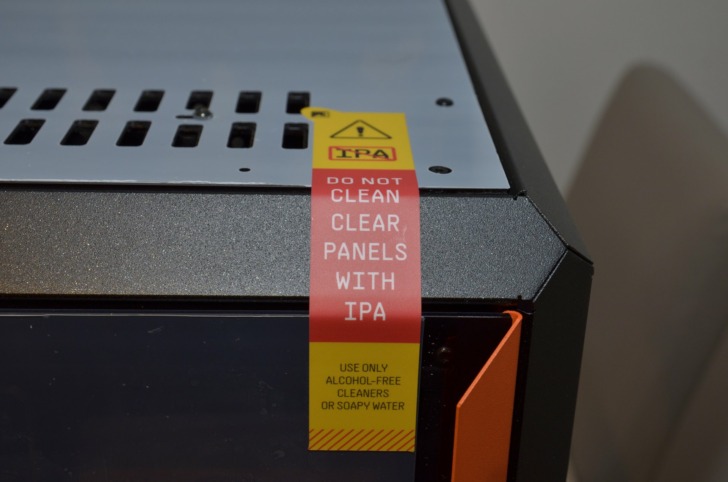 IPA
DO NOT
CLEAN
CLEAR
PANELS
WITH
IPA
USE ONLY
ALCOHOL-FREE
CLEANERS
OR SOAPY WATER